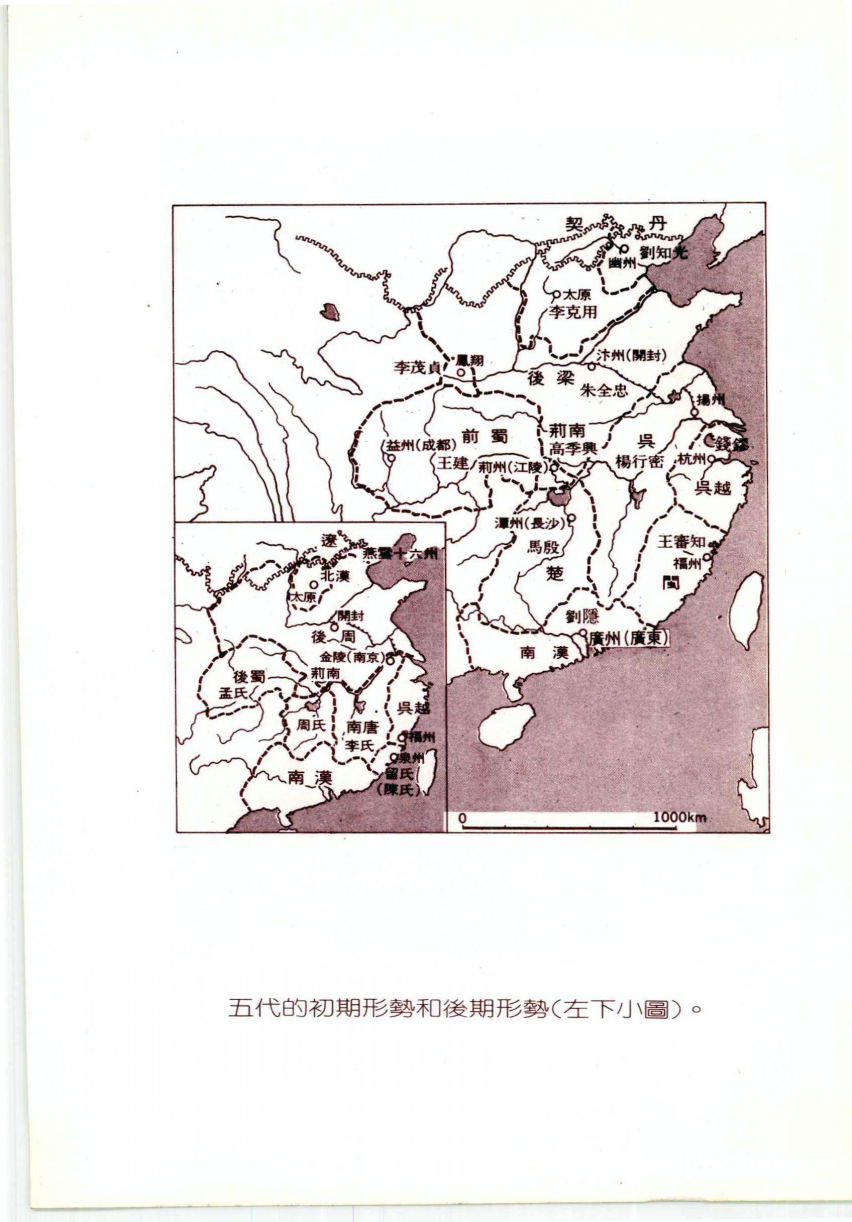 契丹
幽州
劉知光
太原
李克用
李茂貞
鳳翔
後梁
汴州(開封)
朱全忠
揚州
前蜀
荊南
高季興
吳
楊行密
錢鏐
杭州
吳越
益州(成都)
王建
荊州(江陵)
潭州(長沙)
馬殷
楚
王審知
福州
閩
劉隱
廣州(廣東)
南漢
遼
燕雲十六州
北漢
太原
開封
後周
金陵(南京)
荊南
後蜀
孟氏
吳越
周氏
南唐
李氏
福州
泉州
留氏
(陳氏)
南漢
0
1000km
五代的初期形勢和後期形勢(左下小圖)。